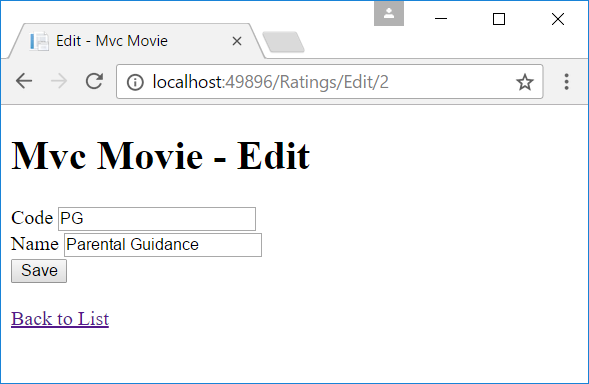 Edit - Mvc Movie
localhost:49896/Ratings/Edit/2
Mvc Movie - Edit
Code PG
Name Parental Guidance
Save
Back to List